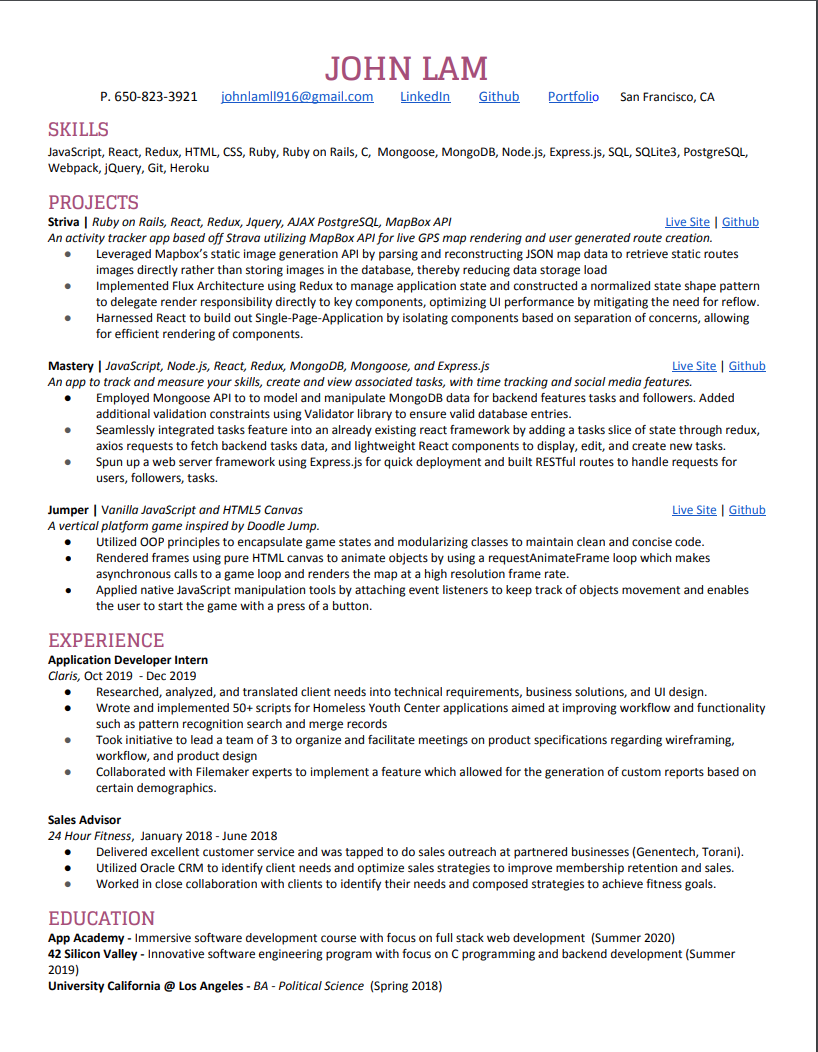 JOHN LAM
P. 650-823-3921 johnlamll916@gmail.com LinkedIn Github Portfolio San Francisco, CA
SKILLS
JavaScript, React, Redux, HTML, CSS, Ruby, Ruby on Rails, C, Mongoose, MongoDB, Node.js, Express.js, SQL, SQLite3, PostgreSQL,
Webpack, jQuery, Git, Heroku
PROJECTS
Striva | Ruby on Rails, React, Redux, Jquery, AJAX PostgreSQL, MapBox API Live Site | Github
An activity tracker app based off Strava utilizing MapBox API for live GPS map rendering and user generated route creation.
● Leveraged Mapbox's static image generation API by parsing and reconstructing JSON map data to retrieve static routes
images directly rather than storing images in the database, thereby reducing data storage load
● Implemented Flux Architecture using Redux to manage application state and constructed a normalized state shape pattern
to delegate render responsibility directly to key components, optimizing UI performance by mitigating the need for reflow.
● Harnessed React to build out Single-Page-Application by isolating components based on separation of concerns, allowing
for efficient rendering of components.
Mastery | JavaScript, Node.js, React, Redux, MongoDB, Mongoose, and Express.js Live Site | Github
An app to track and measure your skills, create and view associated tasks, with time tracking and social media features.
● Employed Mongoose API to to model and manipulate MongoDB data for backend features tasks and followers. Added
additional validation constraints using Validator library to ensure valid database entries.
● Seamlessly integrated tasks feature into an already existing react framework by adding a tasks slice of state through redux,
axios requests to fetch backend tasks data, and lightweight React components to display, edit, and create new tasks.
● Spun up a web server framework using Express.js for quick deployment and built RESTful routes to handle requests for
users, followers, tasks.
Jumper | Vanilla JavaScript and HTML5 Canvas Live Site | Github
A vertical platform game inspired by Doodle Jump.
● Utilized OOP principles to encapsulate game states and modularizing classes to maintain clean and concise code.
● Rendered frames using pure HTML canvas to animate objects by using a requestAnimateFrame loop which makes
asynchronous calls to a game loop and renders the map at a high resolution frame rate.
● Applied native JavaScript manipulation tools by attaching event listeners to keep track of objects movement and enables
the user to start the game with a press of a button.
EXPERIENCE
Application Developer Intern
Claris, Oct 2019 - Dec 2019
● Researched, analyzed, and translated client needs into technical requirements, business solutions, and UI design.
● Wrote and implemented 50+ scripts for Homeless Youth Center applications aimed at improving workflow and functionality
such as pattern recognition search and merge records
● Took initiative to lead a team of 3 to organize and facilitate meetings on product specifications regarding wireframing,
workflow, and product design
● Collaborated with Filemaker experts to implement a feature which allowed for the generation of custom reports based on
certain demographics.
Sales Advisor
24 Hour Fitness, January 2018 - June 2018
● Delivered excellent customer service and was tapped to do sales outreach at partnered businesses (Genentech, Torani).
● Utilized Oracle CRM to identify client needs and optimize sales strategies to improve membership retention and sales.
● Worked in close collaboration with clients to identify their needs and composed strategies to achieve fitness goals.
EDUCATION
App Academy - Immersive software development course with focus on full stack web development (Summer 2020)
42 Silicon Valley - Innovative software engineering program with focus on C programming and backend development (Summer
2019)
University California @ Los Angeles - BA - Political Science (Spring 2018)